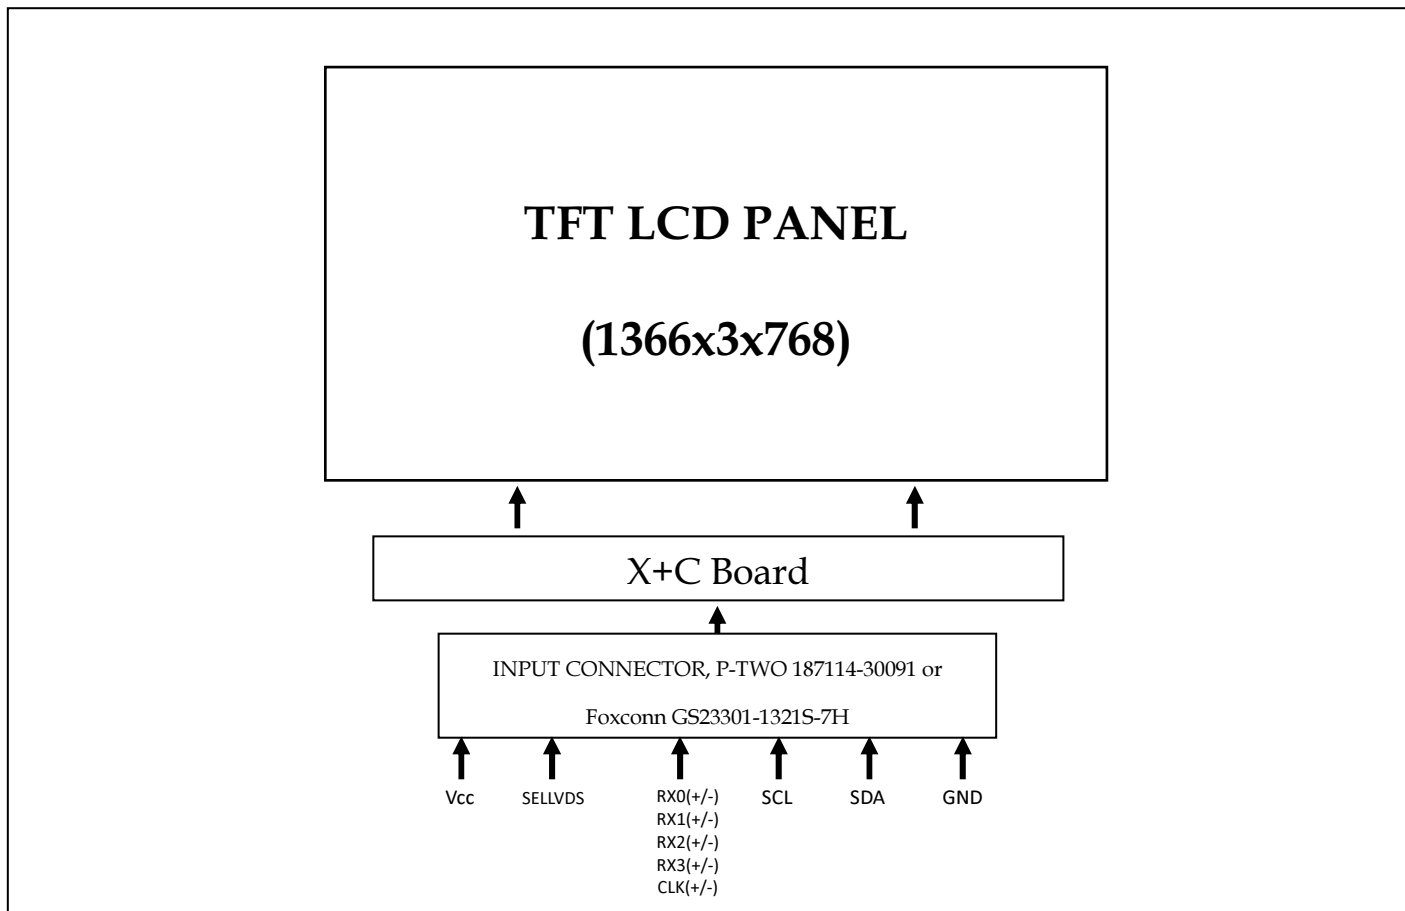 TFT LCD PANEL
(1366x3x768)
X+C Board
INPUT CONNECTOR, P-TWO 187114-30091 or
Foxconn GS23301-1321S-7H
Vcc
SELLVDS
RX0(+/-)
RX1(+/-)
RX2(+/-)
RX3(+/-)
CLK(+/-)
SCL
SDA
GND